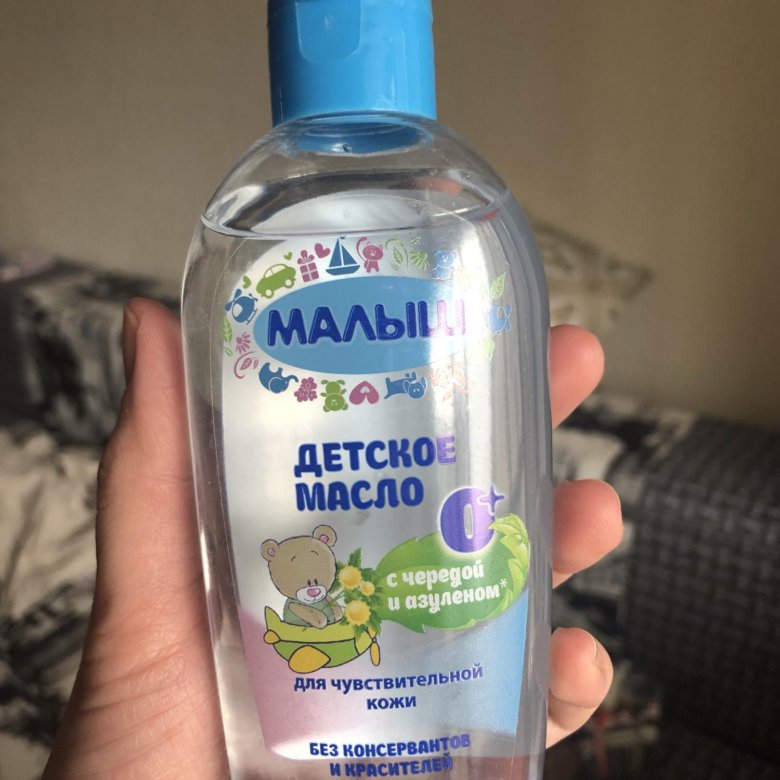 МАЛЫШ
ДЕТСКОЕ
МАСЛО
0+
с чередой
и азуленом*
для чувствительной
кожи
БЕЗ КОНСЕРВАНТОВ
И КРАСИТЕЛЕЙ